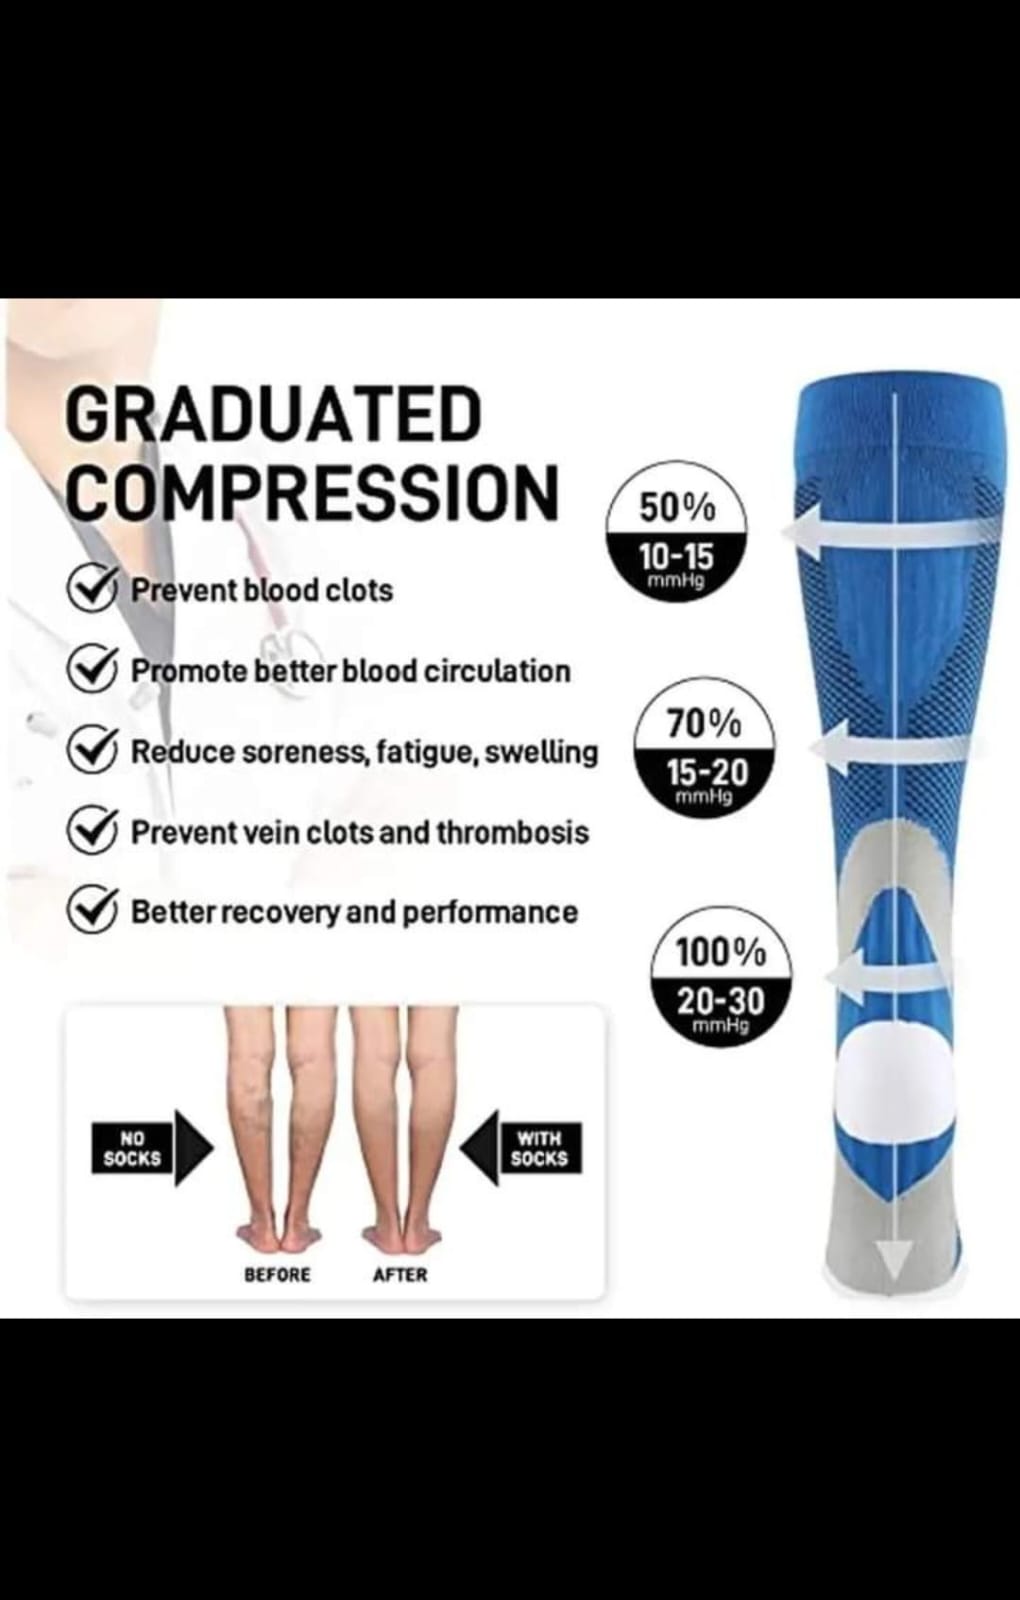 GRADUATED
COMPRESSION
Prevent blood clots
Promote better blood circulation
Reduce soreness, fatigue, swelling
Prevent vein clots and thrombosis
Better recovery and performance
50%
10-15
mmHg
70%
15-20
mmHg
100%
20-30
mmHg
NO
SOCKS
WITH
SOCKS
BEFORE
AFTER